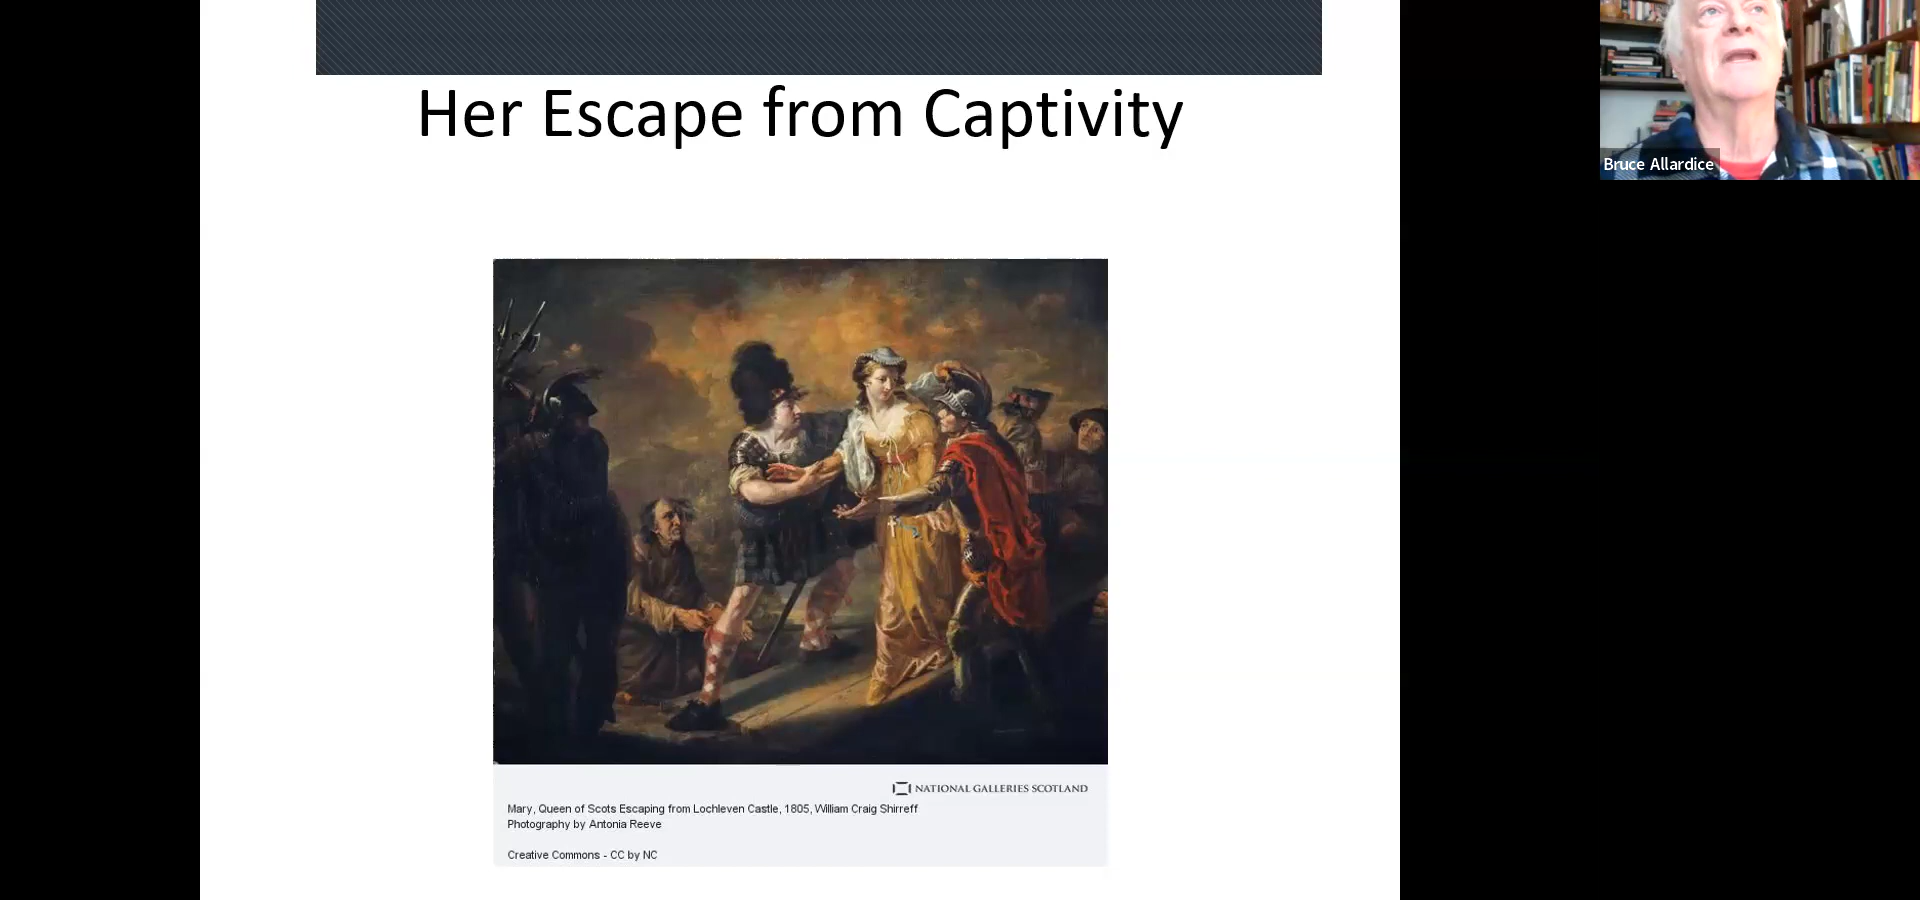 Her Escape from Captivity
Bruce Allardice
NATIONAL GALLERIES SCOTLAND
Mary, Queen of Scots Escaping from Lochleven Castle, 1805, William Craig Shirreff
Photography by Antonia Reeve
Creative Commons - CC by NC